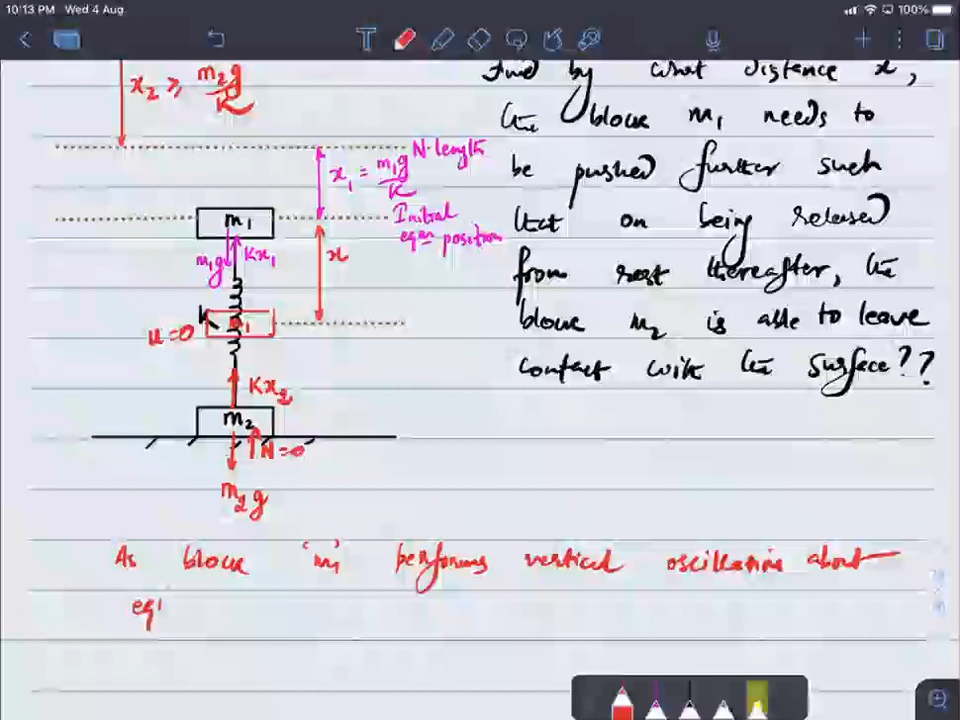 10:13 PM Wed 4 Aug
100%
T
x₂ ⩾ m₂g/K
Find by what distance x,
the block m₁ needs to
be pushed further such
that on being released
from rest thereafter, the
block m₂ is able to leave
contact with the surface??
N. length
x₁ = m₁g/K
Initial
eqᵐ position
m₁
m₁g
Kx₁
x
K
m₁
u=0
Kx₂
m₂
N=0
m₂g
As block 'm₁' performs vertical oscillation about
eq